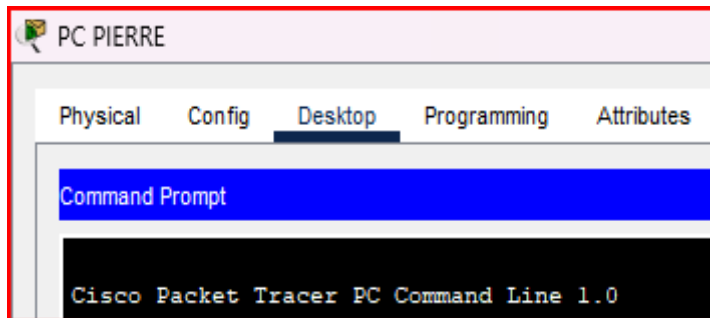 PC PIERRE
Physical Config Desktop Programming Attributes
Command Prompt
Cisco Packet Tracer PC Command Line 1.0